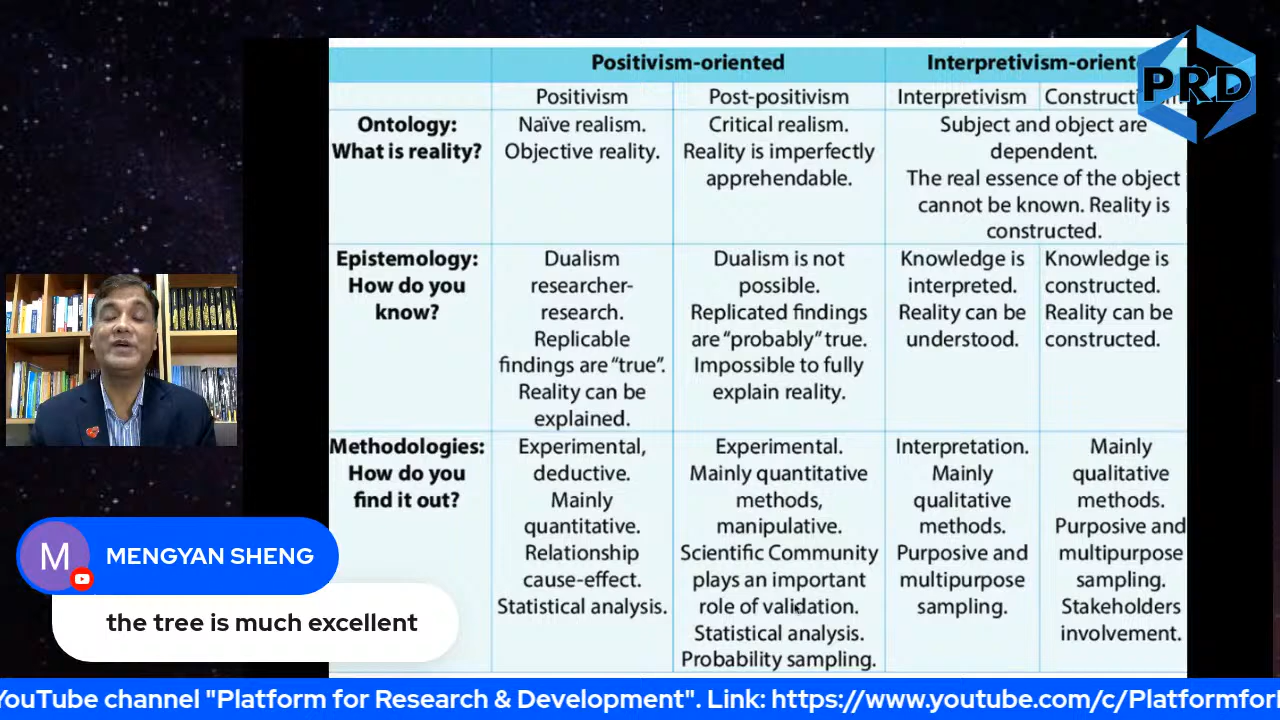 Positivism-oriented
Interpretivism-orient
PRD
Positivism
Post-positivism
Interpretivism
Constructi
Ontology:
What is reality?
Naïve realism.
Objective reality.
Critical realism.
Reality is imperfectly
apprehendable.
Subject and object are
dependent.
The real essence of the object
cannot be known. Reality is
constructed.
Epistemology:
How do you
know?
Dualism
researcher-
research.
Replicable
findings are “true”.
Reality can be
explained.
Dualism is not
possible.
Replicated findings
are “probably” true.
Impossible to fully
explain reality.
Knowledge is
interpreted.
Reality can be
understood.
Knowledge is
constructed.
Reality can be
constructed.
Methodologies:
How do you
find it out?
Experimental,
deductive.
Mainly
quantitative.
Relationship
cause-effect.
Statistical analysis.
Experimental.
Mainly quantitative
methods,
manipulative.
Scientific Community
plays an important
role of validation.
Statistical analysis.
Probability sampling.
Interpretation.
Mainly
qualitative
methods.
Purposive and
multipurpose
sampling.
Mainly
qualitative
methods.
Purposive and
multipurpose
sampling.
Stakeholders
involvement.
M
MENGYAN SHENG
the tree is much excellent
YouTube channel "Platform for Research & Development". Link: https://www.youtube.com/c/Platformfor